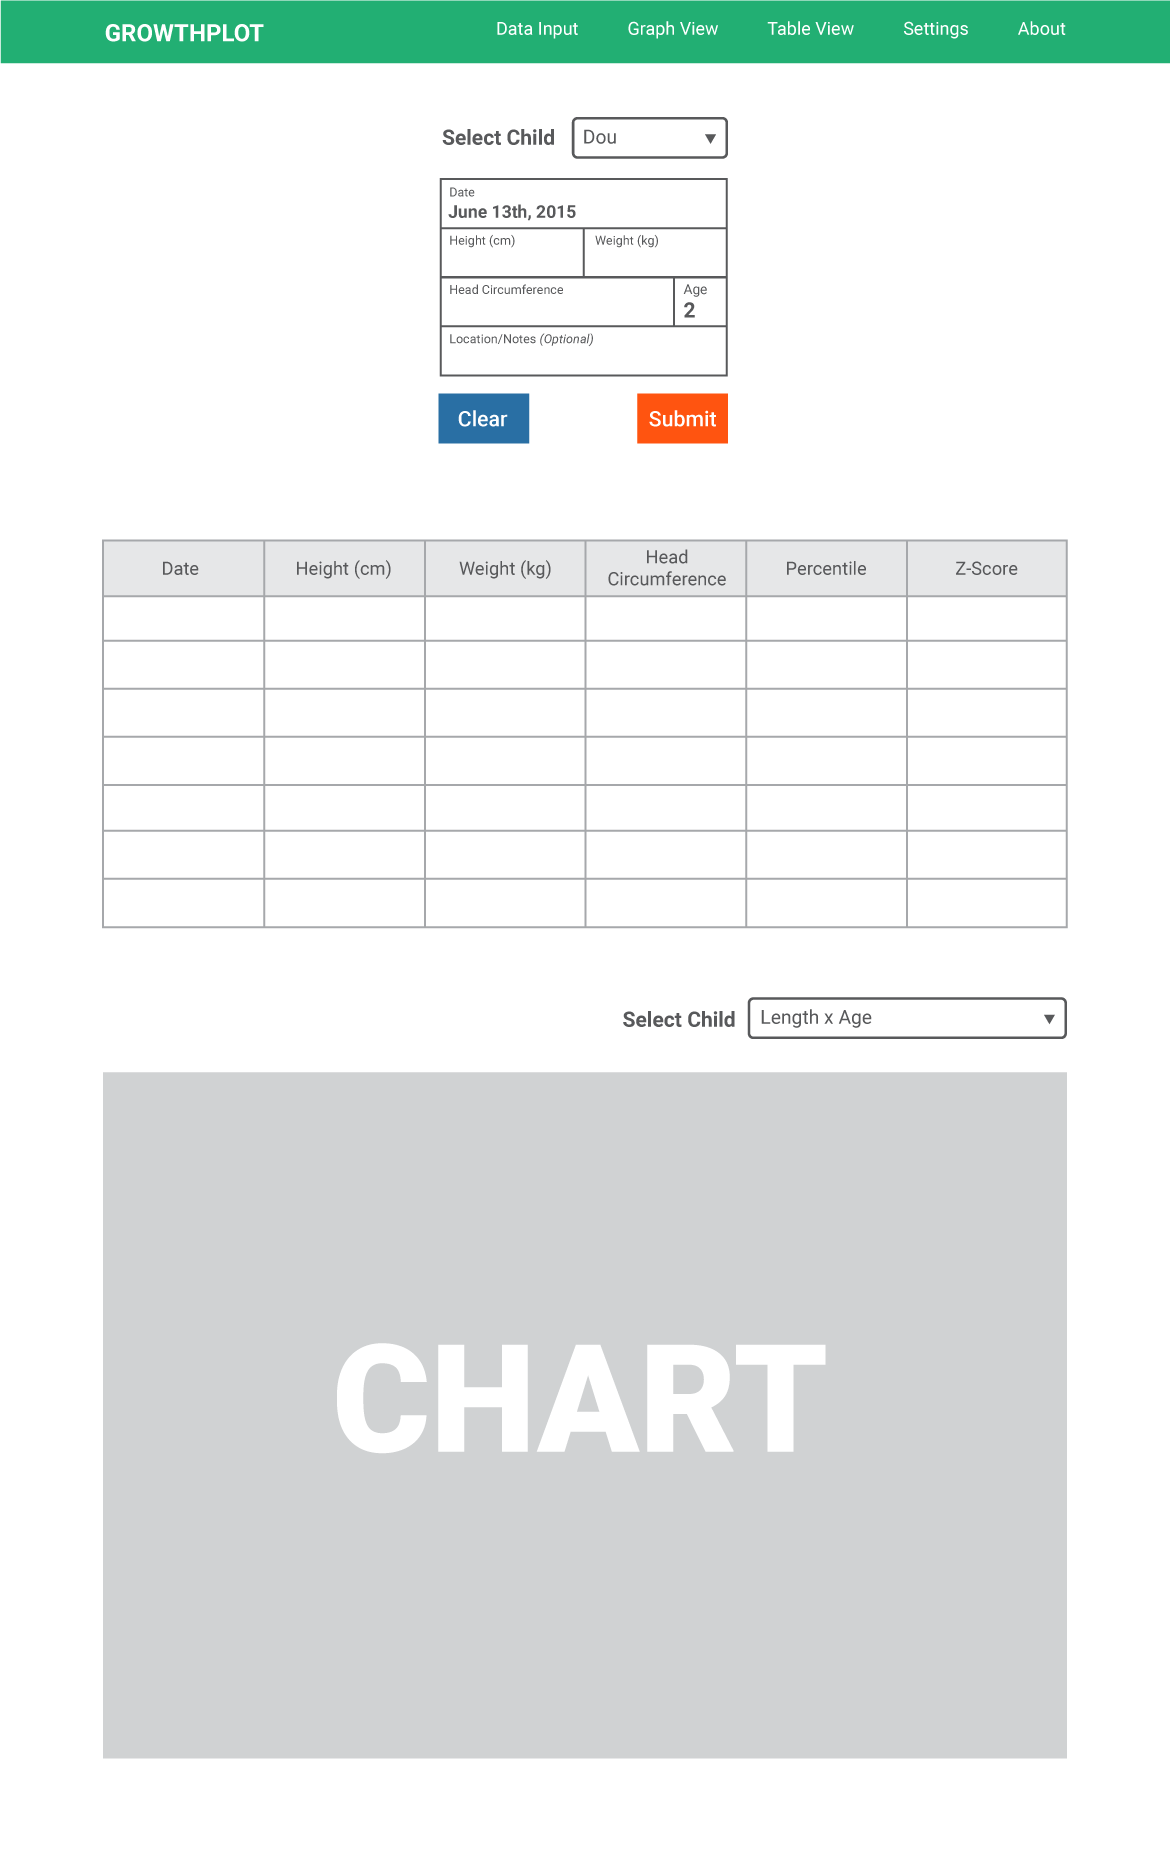 GROWTHPLOT
Data Input
Graph View
Table View
Settings
About
Select Child
Dou
Date
June 13th, 2015
Height (cm)
Weight (kg)
Head Circumference
Age
2
Location/Notes (Optional)
Clear
Submit
Date
Height (cm)
Weight (kg)
Head
Circumference
Percentile
Z-Score
Select Child
Length x Age
CHART